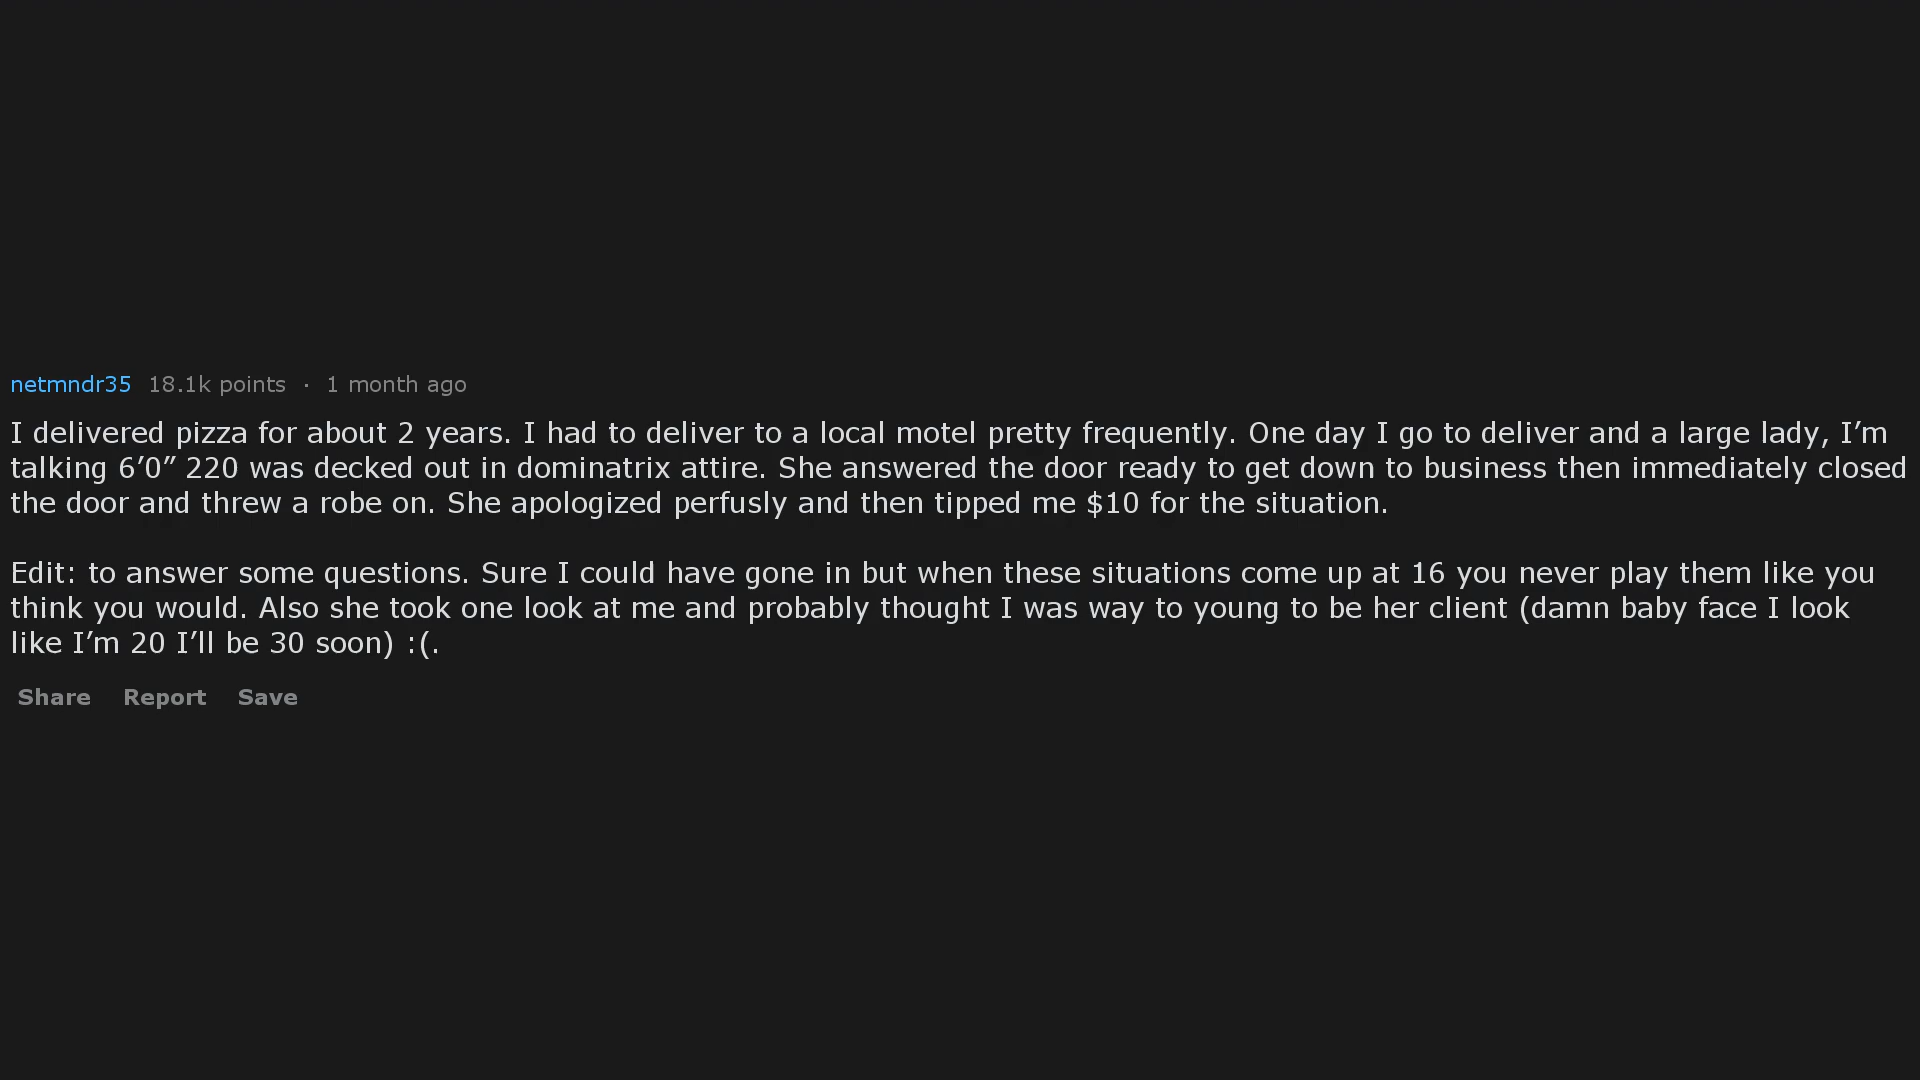 netmndr35 18.1k points · 1 month ago
I delivered pizza for about 2 years. I had to deliver to a local motel pretty frequently. One day I go to deliver and a large lady, I’m
talking 6’0” 220 was decked out in dominatrix attire. She answered the door ready to get down to business then immediately closed
the door and threw a robe on. She apologized perfusly and then tipped me $10 for the situation.
Edit: to answer some questions. Sure I could have gone in but when these situations come up at 16 you never play them like you
think you would. Also she took one look at me and probably thought I was way to young to be her client (damn baby face I look
like I’m 20 I’ll be 30 soon) :(.
Share Report Save